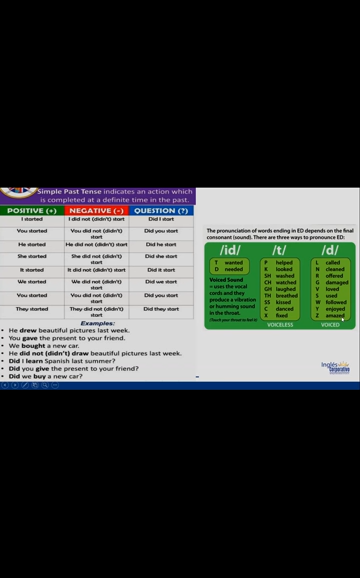 Simple Past Tense indicates an action which
is completed at a definite time in the past.
POSITIVE (+) NEGATIVE (-) QUESTION (?)
I started I did not (didn't) start Did I start
You started You did not (didn't) start Did you start
He started He did not (didn't) start Did he start
She started She did not (didn't) start Did she start
It started It did not (didn't) start Did it start
We started We did not (didn't) start Did we start
You started You did not (didn't) start Did you start
They started They did not (didn't) start Did they start
Examples:
• He drew beautiful pictures last week.
• You gave the present to your friend.
• We bought a new car.
• He did not (didn't) draw beautiful pictures last week.
• Did I learn Spanish last summer?
• Did you give the present to your friend?
• Did we buy a new car?
The pronunciation of words ending in ED depends on the final
consonant (sound). There are three ways to pronounce ED:
/id/ /t/ /d/
T wanted
D needed
Voiced Sound
= uses the vocal
cords and they
produce a vibration
or humming sound
in the throat.
(Touch your throat to feel it)
P helped
K looked
SH washed
CH watched
GH laughed
TH breathed
SS kissed
C danced
X fixed
VOICELESS
L called
N cleaned
R offered
G damaged
V loved
S used
W followed
Y enjoyed
Z amazed
VOICED
Inglés
Corporativo